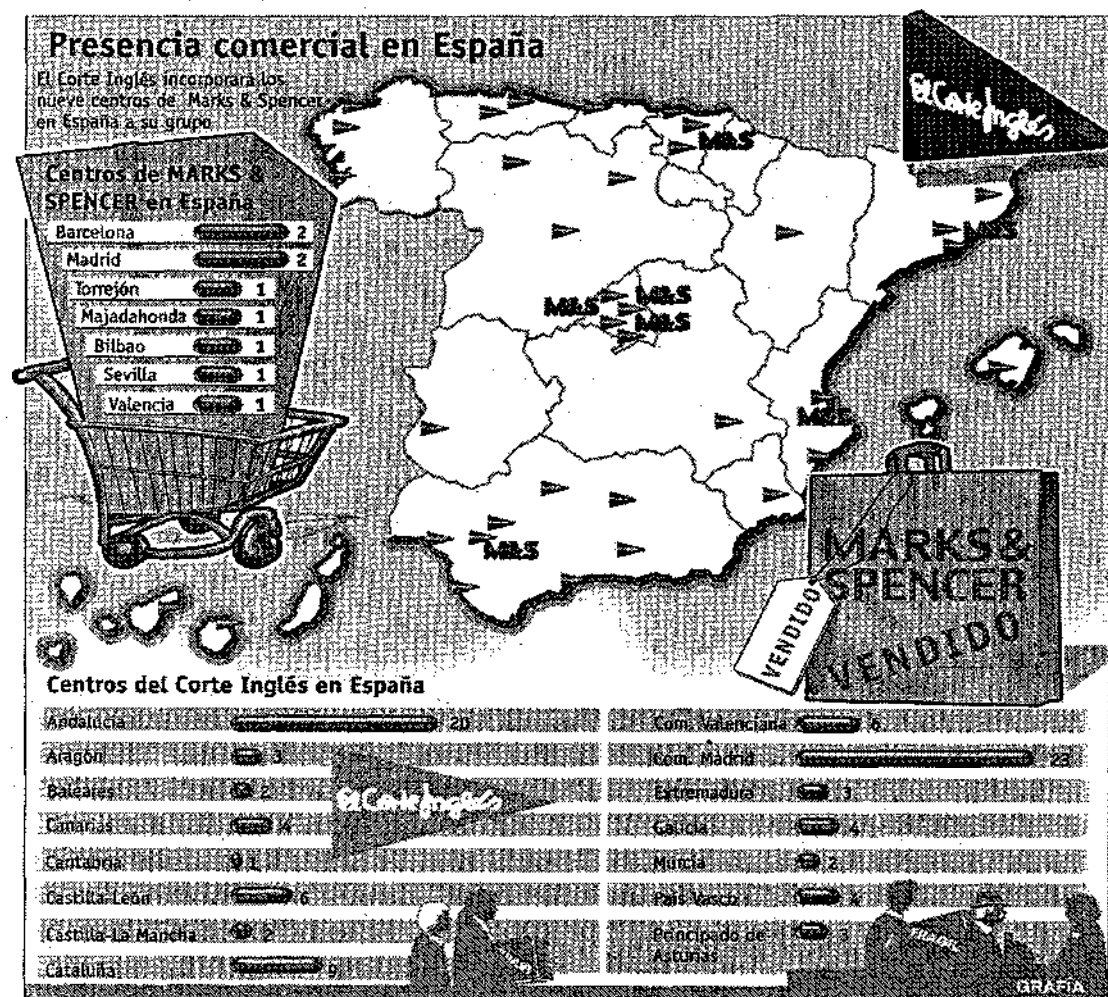 Presencia comercial en España
El Corte Inglés incorporará los
nueve centros de Marks & Spencer
en España a su grupo
El Corte Inglés
Centros de MARKS &
SPENCER en España
Barcelona 2
Madrid 2
Torrejón 1
Majadahonda 1
Bilbao 1
Sevilla 1
Valencia 1
M&S
M&S
M&S
M&S
M&S
M&S
M&S
MARKS &
SPENCER
VENDIDO
VENDIDO
Centros del Corte Inglés en España
Andalucía 20
Aragón 3
Baleares 2
Canarias 4
Cantabria 1
Castilla-León 6
Castilla-La Mancha 2
Cataluña 9
El Corte Inglés
Com. Valenciana 6
Com. Madrid 23
Extremadura 3
Galicia 4
Murcia 2
País Vasco 4
Principado de 3
Asturias
GRAFIA